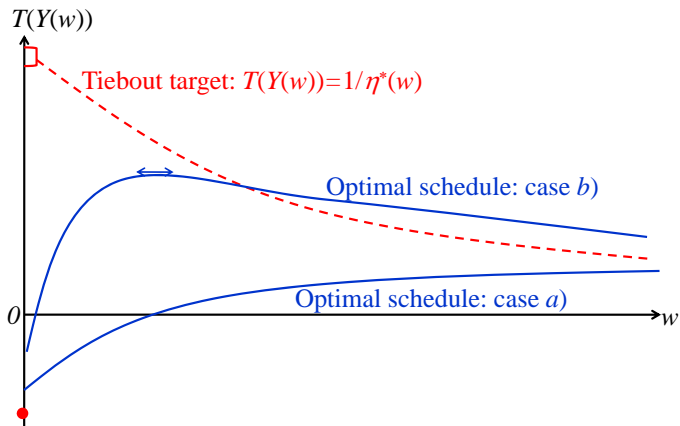 T(Y(w))
Tiebout target: T(Y(w))=1/η*(w)
Optimal schedule: case b)
Optimal schedule: case a)
0
w